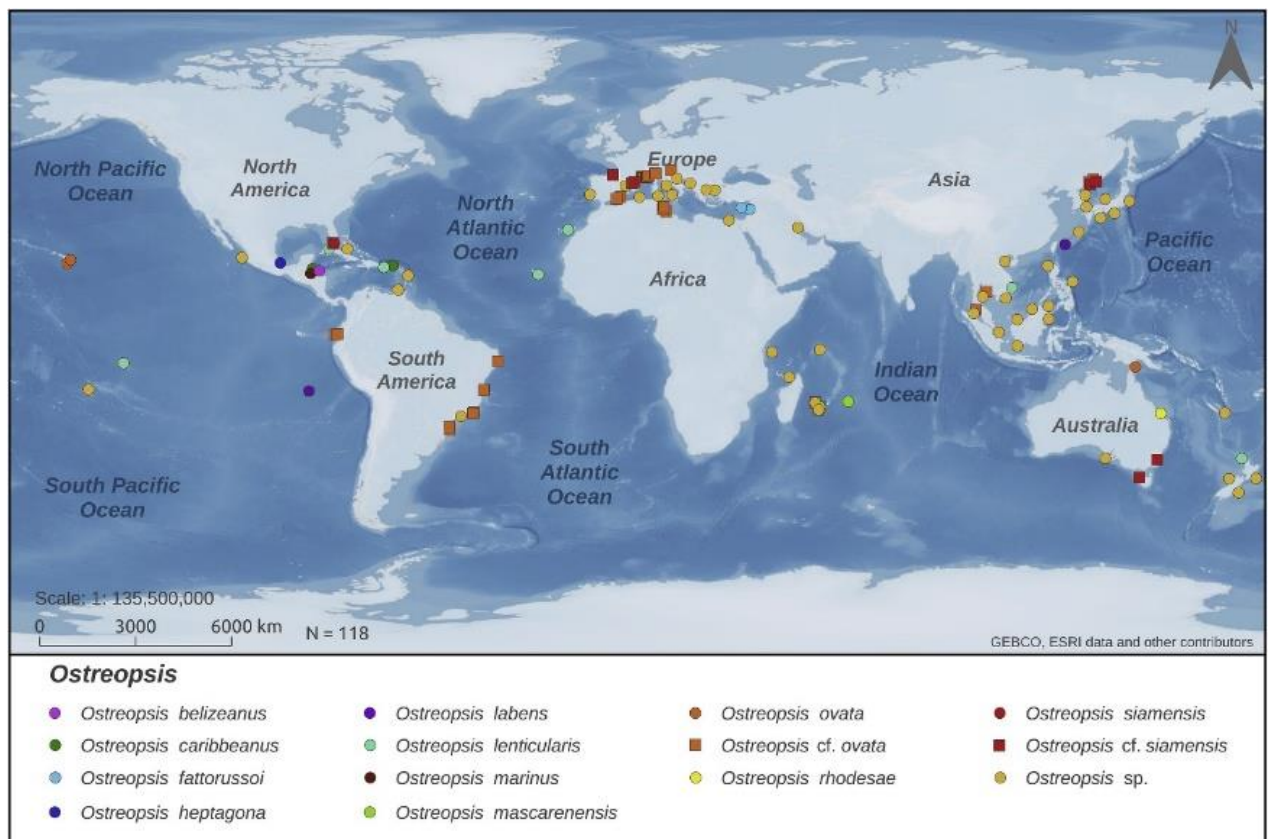 N
North Pacific
Ocean
North
America
North
Atlantic
Ocean
Europe
Asia
Pacific
Ocean
Africa
South
America
Indian
Ocean
Australia
South
Atlantic
Ocean
South Pacific
Ocean
Scale: 1: 135,500,000
0 3000 6000 km
N = 118
GEBCO, ESRI data and other contributors
Ostreopsis
Ostreopsis belizeanus
Ostreopsis labens
Ostreopsis ovata
Ostreopsis siamensis
Ostreopsis caribbeanus
Ostreopsis lenticularis
Ostreopsis cf. ovata
Ostreopsis cf. siamensis
Ostreopsis fattorussoi
Ostreopsis marinus
Ostreopsis rhodesae
Ostreopsis sp.
Ostreopsis heptagona
Ostreopsis mascarenensis